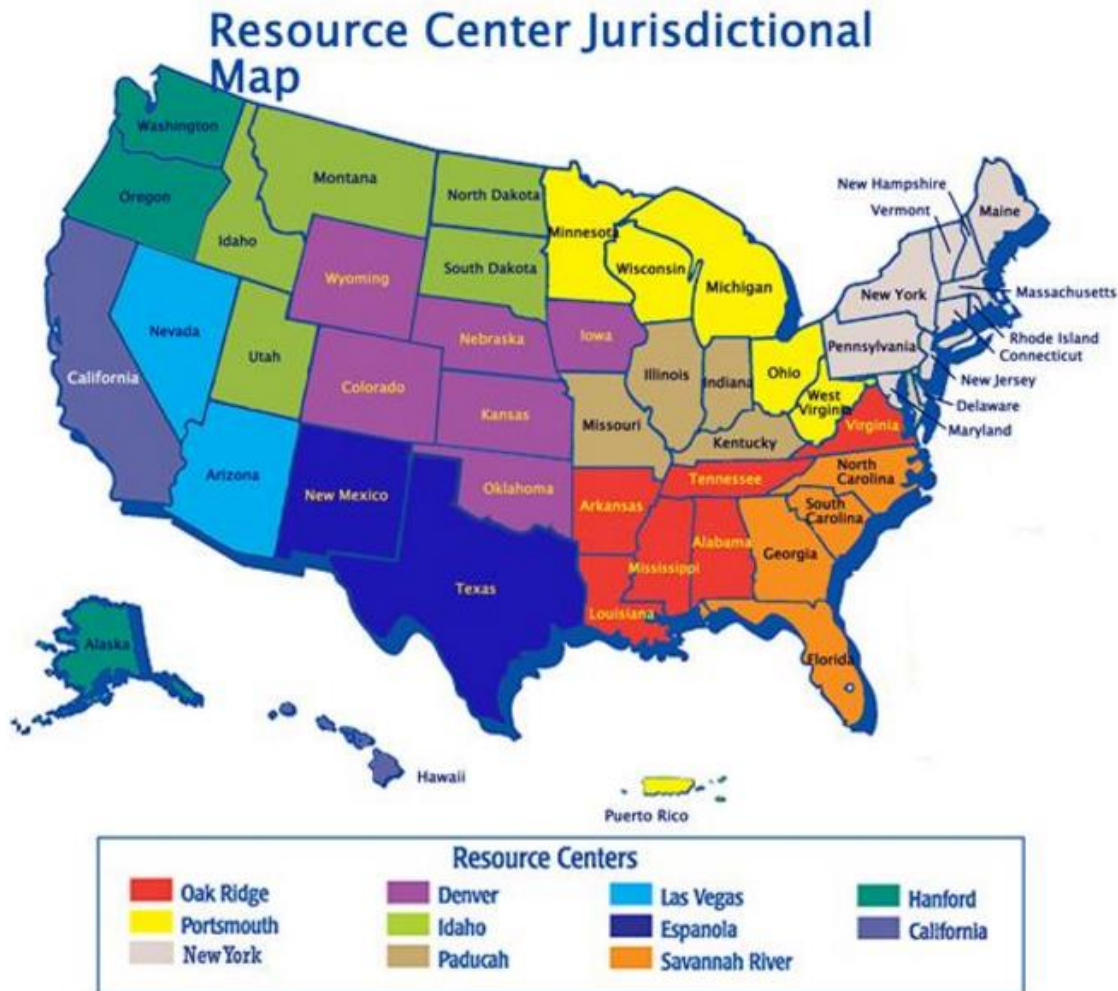 Resource Center Jurisdictional
Map
Washington
Oregon
Montana
North Dakota
Minnesota
Idaho
South Dakota
Wisconsin
Michigan
Wyoming
New Hampshire
Vermont
Maine
New York
Massachusetts
Nevada
Utah
Nebraska
Iowa
Rhode Island
Pennsylvania
Connecticut
California
Colorado
Kansas
Illinois
Indiana
Ohio
New Jersey
West
Virginia
Delaware
Missouri
Kentucky
Virginia
Maryland
Arizona
New Mexico
Oklahoma
Tennessee
North
Carolina
Arkansas
South
Carolina
Alabama
Georgia
Mississippi
Texas
Louisiana
Alaska
Florida
Hawaii
Puerto Rico
Resource Centers
Oak Ridge
Portsmouth
New York
Denver
Idaho
Paducah
Las Vegas
Espanola
Savannah River
Hanford
California